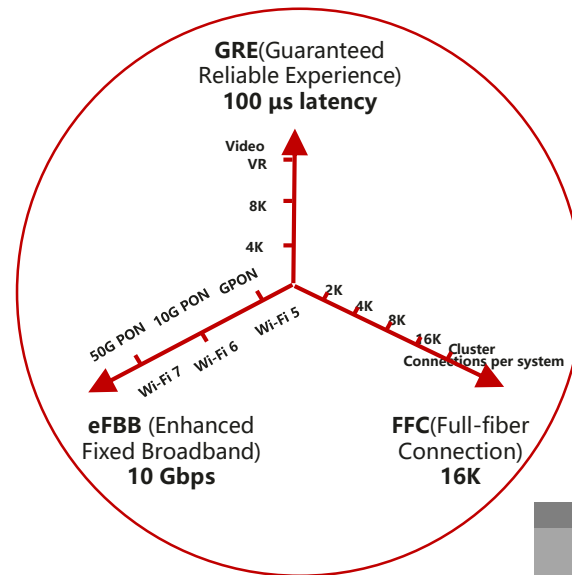 GRE(Guaranteed
Reliable Experience)
100 μs latency
Video
VR
8K
4K
GPON
10G PON
50G PON
Wi-Fi 5
Wi-Fi 6
Wi-Fi 7
2K
4K
8K
16K
Cluster
Connections per system
eFBB (Enhanced
Fixed Broadband)
10 Gbps
FFC(Full-fiber
Connection)
16K